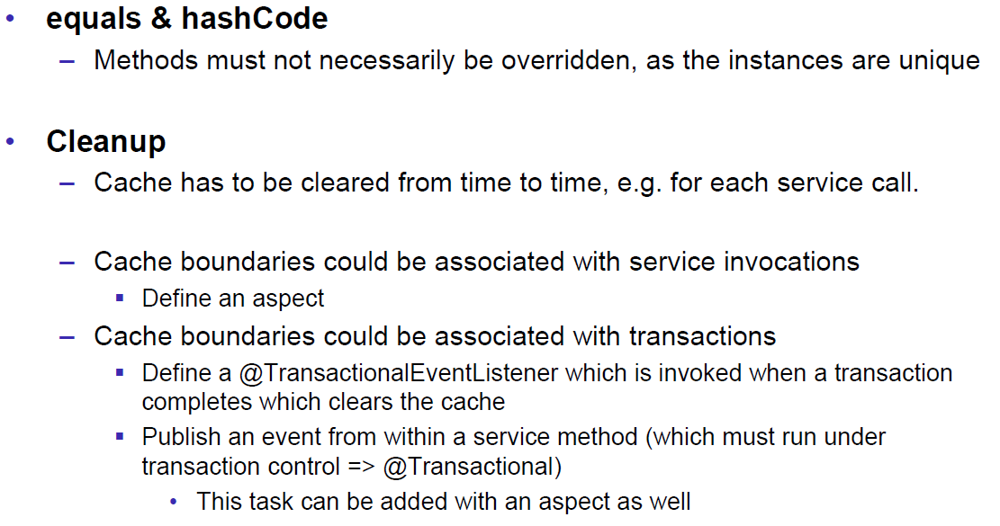 • equals & hashCode
– Methods must not necessarily be overridden, as the instances are unique
• Cleanup
– Cache has to be cleared from time to time, e.g. for each service call.
– Cache boundaries could be associated with service invocations
▪ Define an aspect
– Cache boundaries could be associated with transactions
▪ Define a @TransactionalEventListener which is invoked when a transaction
completes which clears the cache
▪ Publish an event from within a service method (which must run under
transaction control => @Transactional)
• This task can be added with an aspect as well